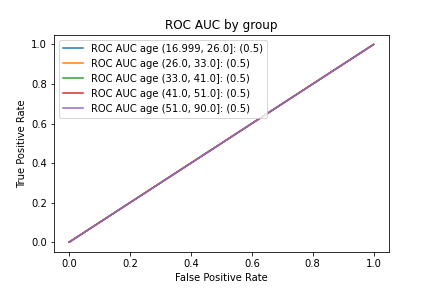 ROC AUC by group
ROC AUC age (16.999, 26.0]: (0.5)
ROC AUC age (26.0, 33.0]: (0.5)
ROC AUC age (33.0, 41.0]: (0.5)
ROC AUC age (41.0, 51.0]: (0.5)
ROC AUC age (51.0, 90.0]: (0.5)
True Positive Rate
1.0
0.8
0.6
0.4
0.2
0.0
0.0 0.2 0.4 0.6 0.8 1.0
False Positive Rate